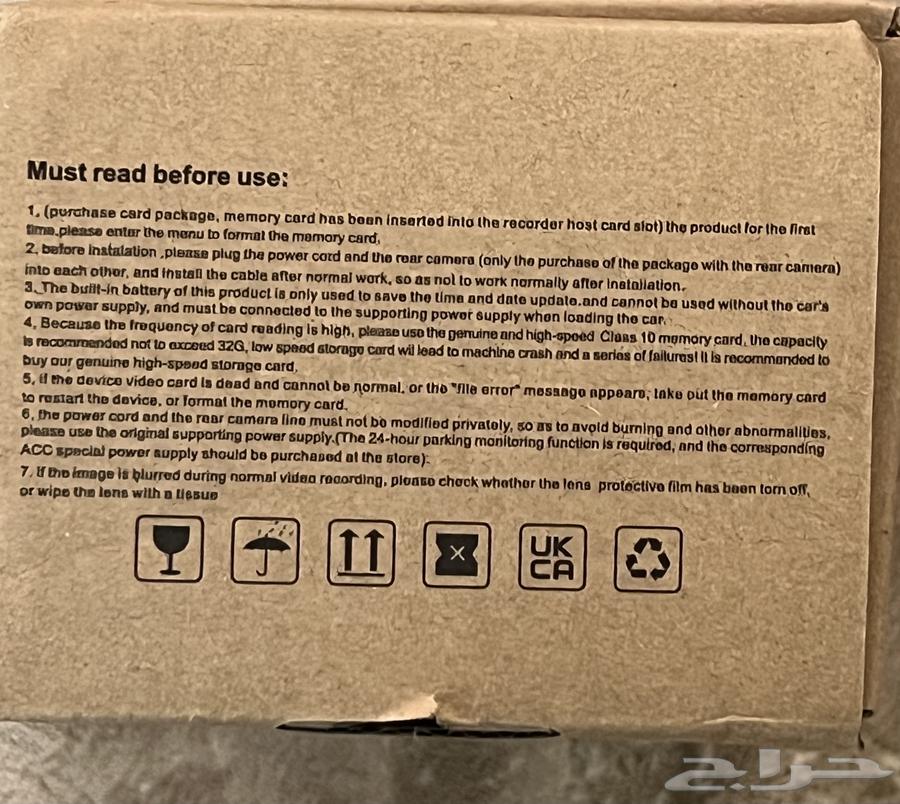 Must read before use:
1, (purchase card package, memory card has been inserted into the recorder host card slot) the product for the first
time,please enter the menu to format the memory card,
2, before instalation ,please plug the power cord and the rear camera (only the purchase of the package with the rear camera)
into each other, and install the cable after normal work, so as not to work normally after installation.
3、The built-in battery of this product is only used to save the time and date update.and cannot be used without the car's
own power supply, and must be connected to the supporting power supply when loading the car.
4, Because the frequency of card reading is high, please use the genuine and high-speed Class 10 memory card, the capacity
is recommended not to exceed 32G, low speed storage card wil lead to machine crash and a series of failures! It is recommended to
buy our genuine high-speed storage card,
5, if the device video card is dead and cannot be normal, or the "file error" message appears, take out the memory card
to restart the device, or format the memory card.
6, the power cord and the rear camera line must not be modified privately, so as to avoid burning and other abnormalities,
please use the original supporting power supply.(The 24-hour parking monitoring function is required, and the corresponding
ACC special power supply should be purchased at the store):
7, If the image is blurred during normal video recording, please check whether the lens protective film has been torn off,
or wipe the lens with a tissue
UK
CA
حراج